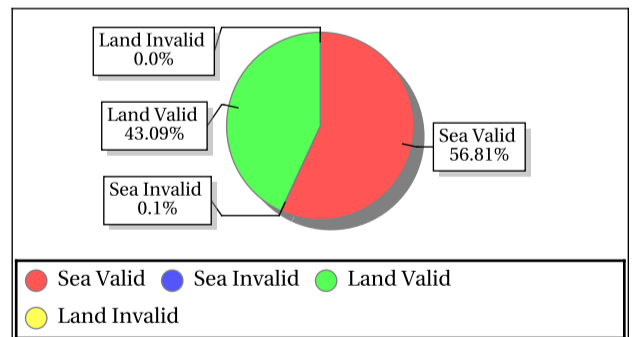 Land Invalid
0.0%
Land Valid
43.09%
Sea Valid
56.81%
Sea Invalid
0.1%
Sea Valid
Sea Invalid
Land Valid
Land Invalid